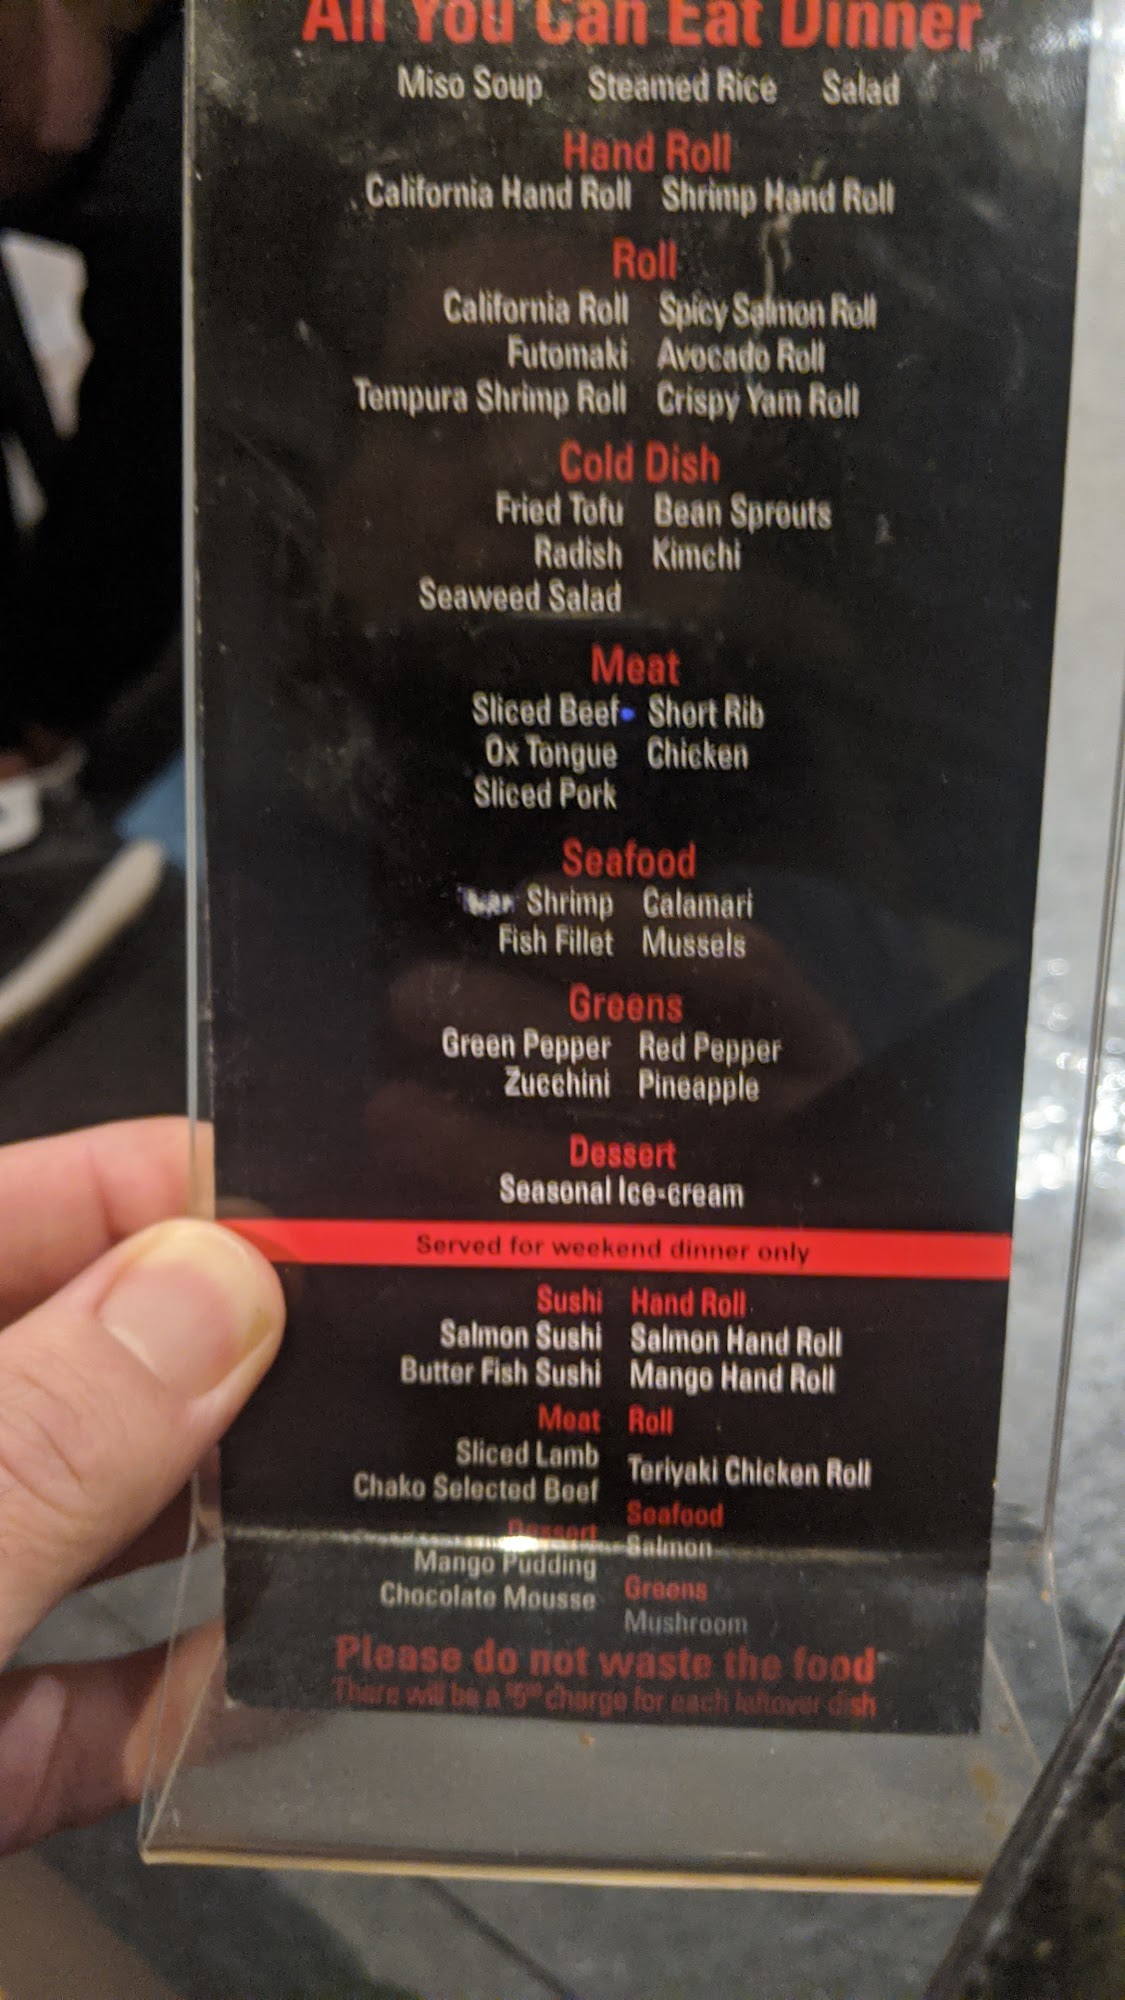 All You Can Eat Dinner
Miso Soup Steamed Rice Salad
Hand Roll
California Hand Roll Shrimp Hand Roll
Roll
California Roll Spicy Salmon Roll
Futomaki Avocado Roll
Tempura Shrimp Roll Crispy Yam Roll
Cold Dish
Fried Tofu Bean Sprouts
Radish Kimchi
Seaweed Salad
Meat
Sliced Beef Short Rib
Ox Tongue Chicken
Sliced Pork
Seafood
Shrimp Calamari
Fish Fillet Mussels
Greens
Green Pepper Red Pepper
Zucchini Pineapple
Dessert
Seasonal Ice-cream
Served for weekend dinner only
Sushi Hand Roll
Salmon Sushi Salmon Hand Roll
Butter Fish Sushi Mango Hand Roll
Meat Roll
Sliced Lamb Teriyaki Chicken Roll
Chako Selected Beef
Seafood
Dessert Salmon
Mango Pudding
Greens
Chocolate Mousse
Mushroom
Please do not waste the food
There will be a $5⁰⁰ charge for each leftover dish